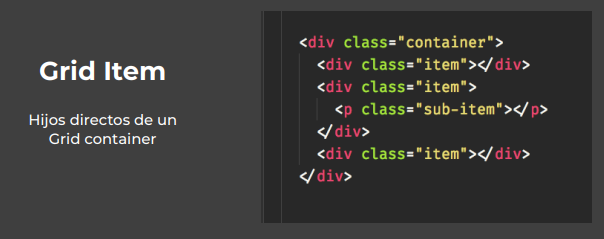 Grid Item
Hijos directos de un
Grid container
<div class="container">
  <div class="item"></div>
  <div class="item">
    <p class="sub-item"></p>
  </div>
  <div class="item"></div>
</div>